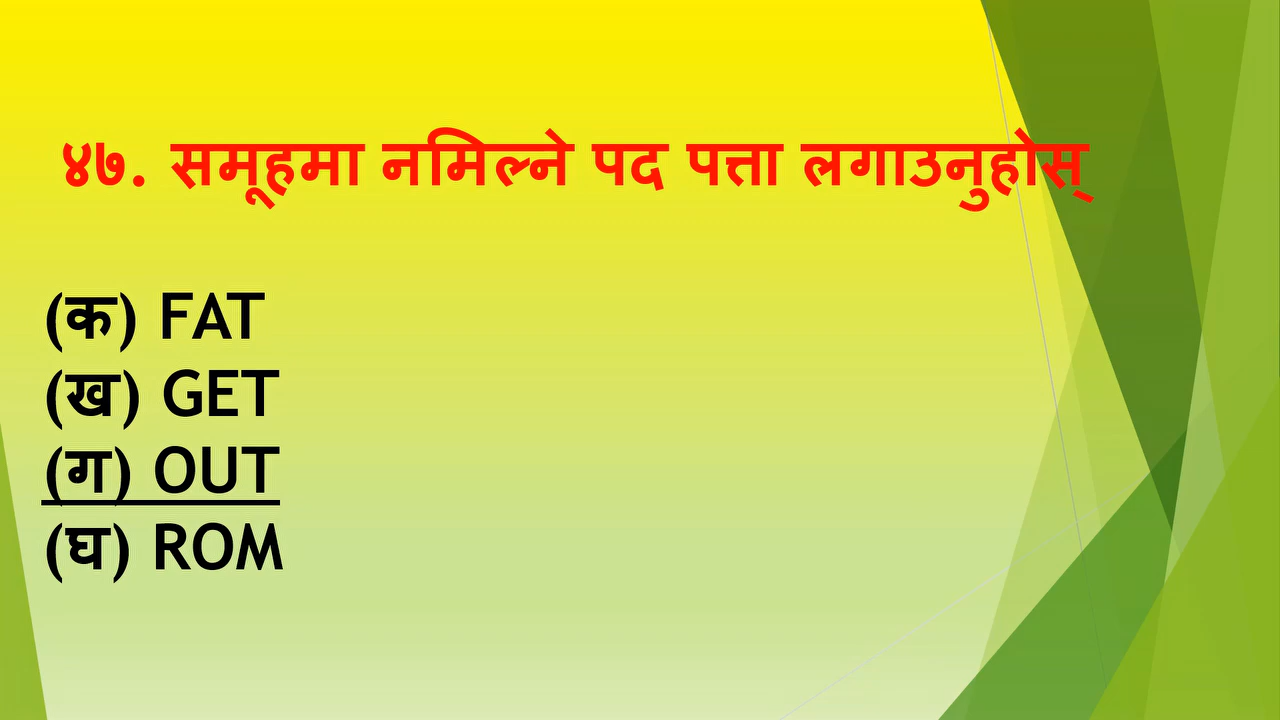 ४७. समूहमा नमिल्ने पद पत्ता लगाउनुहोस्
(क) FAT
(ख) GET
(ग) OUT
(घ) ROM